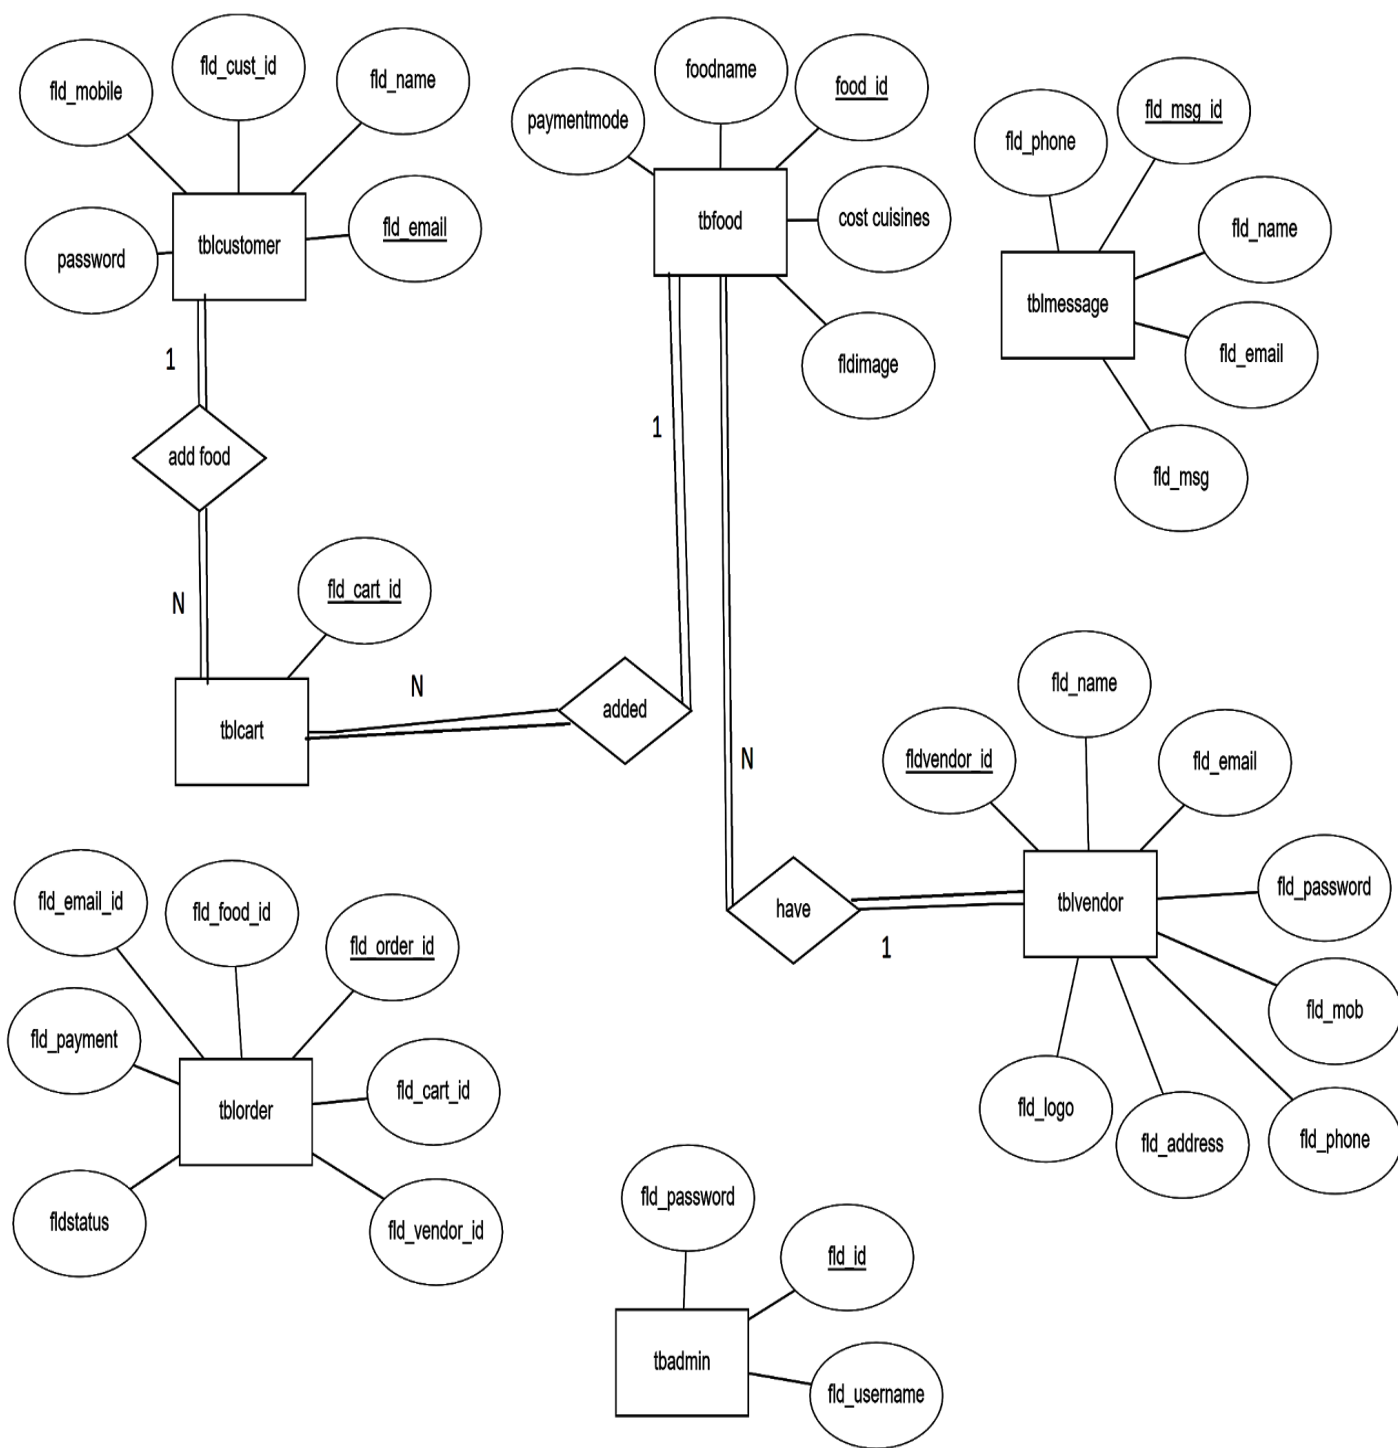 fld_mobile
fld_cust_id
fld_name
password
tblcustomer
fld_email
1
add food
N
fld_cart_id
tblcart
N
added
paymentmode
foodname
food_id
tbfood
cost cuisines
fldimage
1
N
have
1
fld_phone
fld_msg_id
fld_name
tblmessage
fld_email
fld_msg
fldvendor_id
fld_name
fld_email
tblvendor
fld_password
fld_mob
fld_phone
fld_address
fld_logo
fld_email_id
fld_food_id
fld_order_id
fld_payment
tblorder
fld_cart_id
fldstatus
fld_vendor_id
fld_password
fld_id
tbadmin
fld_username